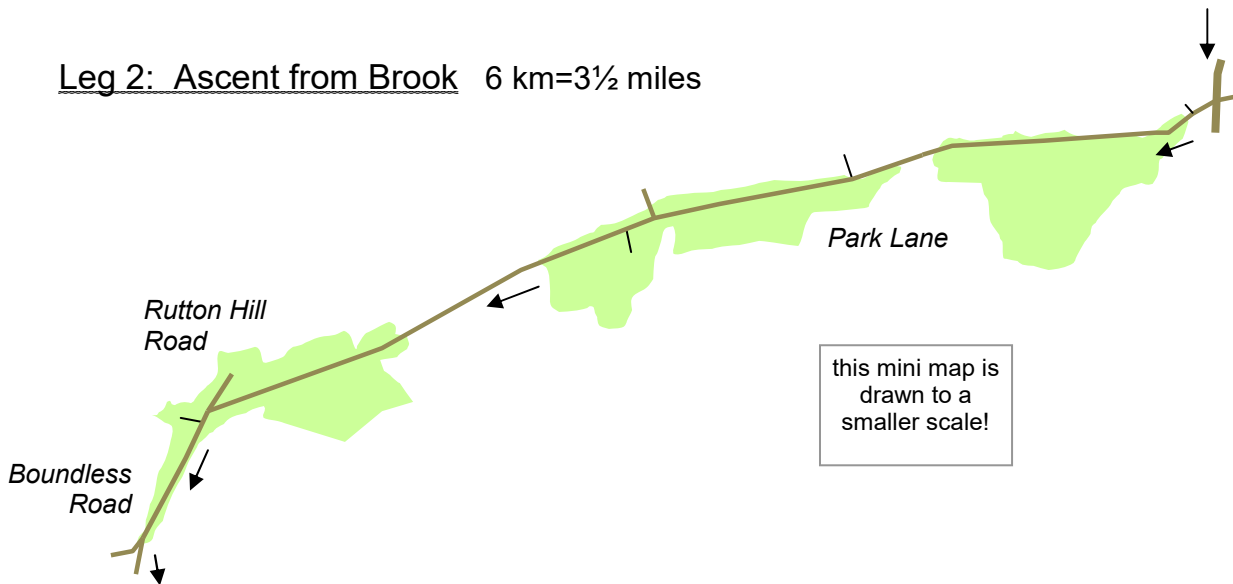 Leg 2: Ascent from Brook 6 km=3½ miles
Park Lane
Rutton Hill
Road
this mini map is
drawn to a
smaller scale!
Boundless
Road